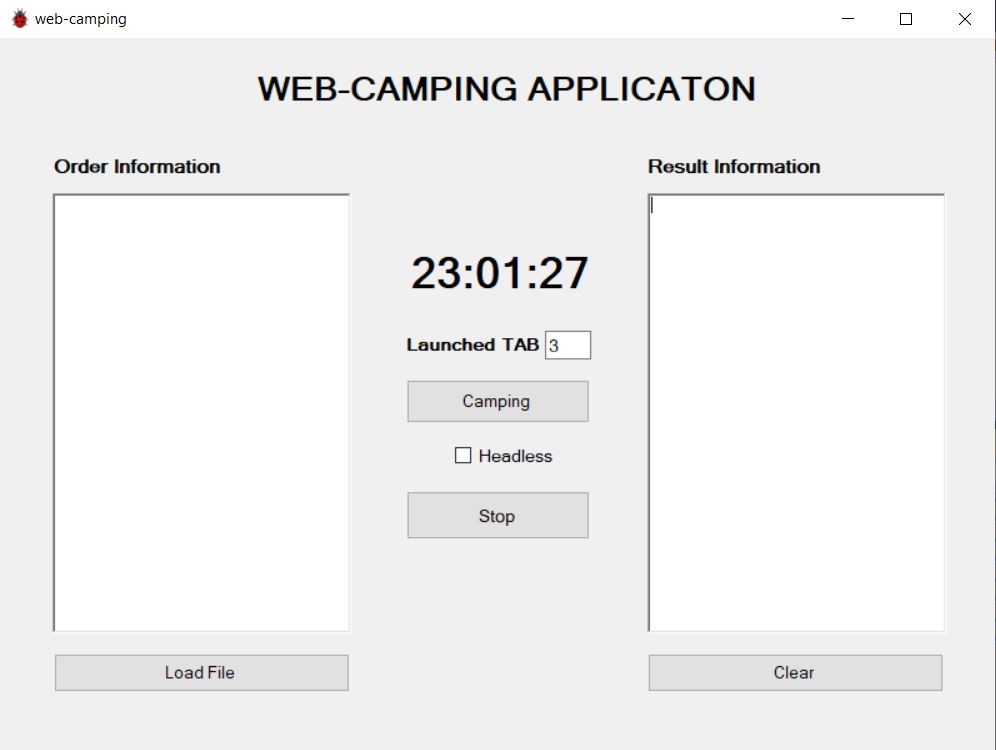 web-camping
WEB-CAMPING APPLICATON
Order Information
Result Information
23:01:27
Launched TAB 3
Camping
Headless
Stop
Load File
Clear